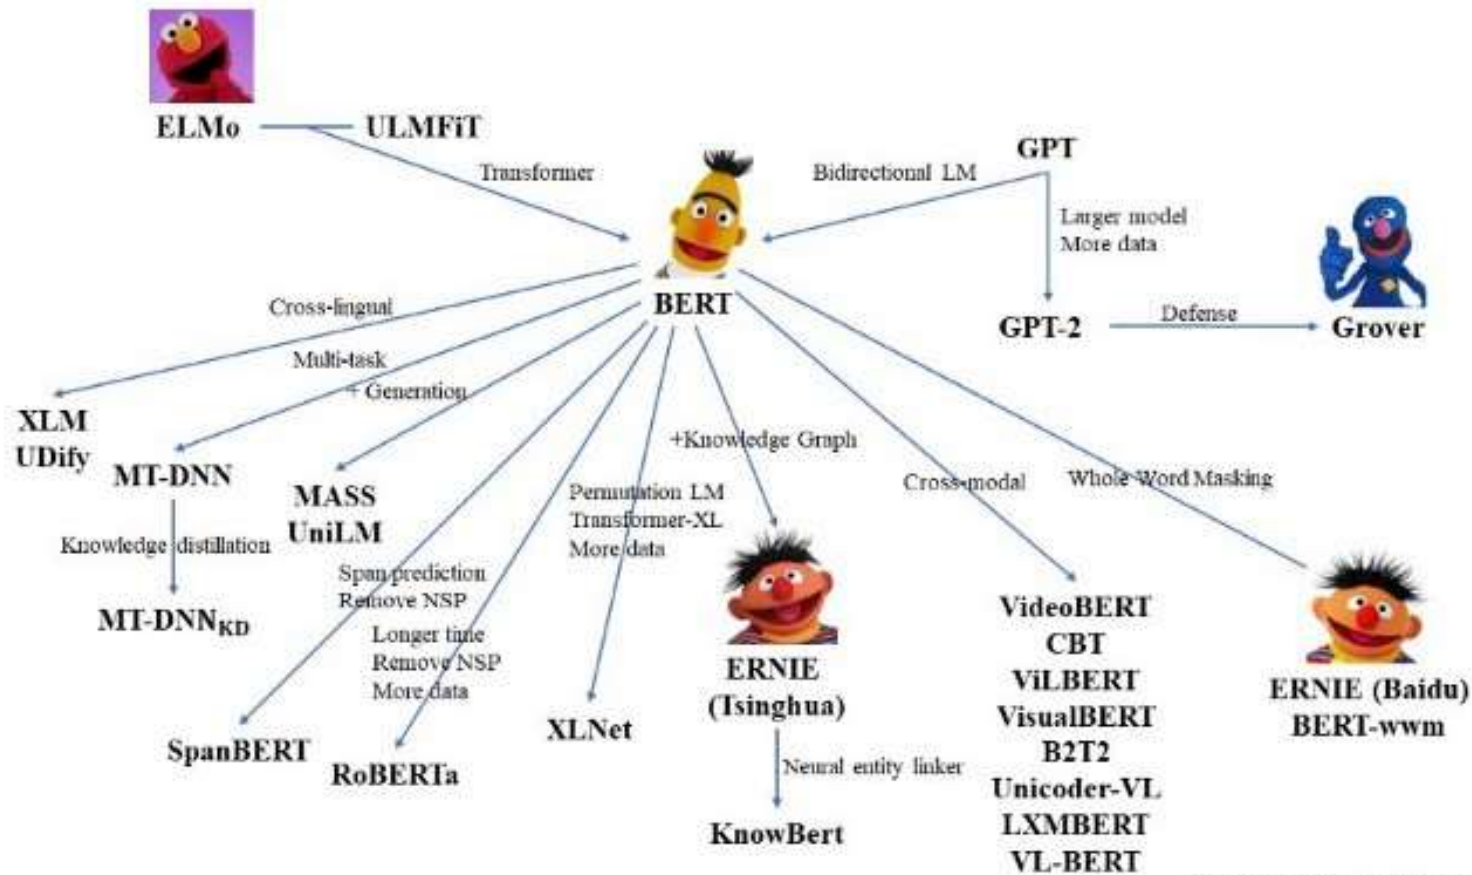 ELMo
ULMFiT
GPT
Transformer
Bidirectional LM
Larger model
More data
BERT
Cross-lingual
GPT-2
Defense
Grover
Multi-task
+ Generation
XLM
UDify
MT-DNN
MASS
UniLM
+Knowledge Graph
Permutation LM
Transformer-XL
More data
Cross-modal
Whole Word Masking
Knowledge distillation
Span prediction
Remove NSP
MT-DNNKD
Longer time
Remove NSP
More data
SpanBERT
RoBERTa
XLNet
ERNIE
(Tsinghua)
Neural entity linker
KnowBert
VideoBERT
CBT
ViLBERT
VisualBERT
B2T2
Unicoder-VL
LXMBERT
VL-BERT
ERNIE (Baidu)
BERT-wwm